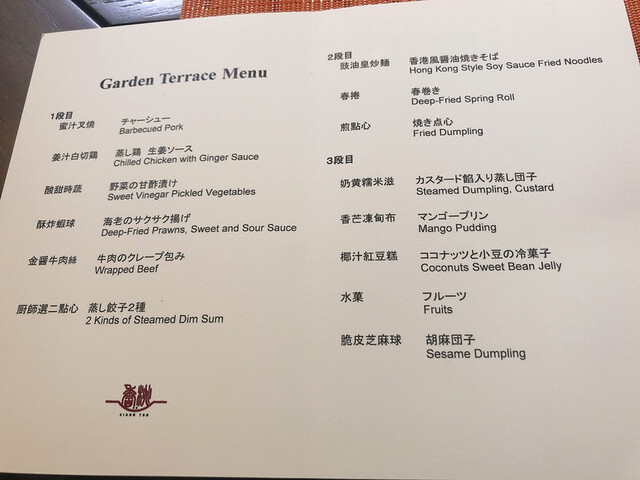 Garden Terrace Menu
1段目
蜜汁叉燒 チャーシュー
Barbecued Pork
姜汁白切鷄 蒸し鶏 生姜ソース
Chilled Chicken with Ginger Sauce
酸甜時蔬 野菜の甘酢漬け
Sweet Vinegar Pickled Vegetables
酥炸蝦球 海老のサクサク揚げ
Deep-Fried Prawns, Sweet and Sour Sauce
金醤牛肉絲 牛肉のクレープ包み
Wrapped Beef
厨師選二點心 蒸し餃子2種
2 Kinds of Steamed Dim Sum
XIANG TAO
2段目
豉油皇炒麺 香港風醤油焼きそば
Hong Kong Style Soy Sauce Fried Noodles
春捲 春巻き
Deep-Fried Spring Roll
煎點心 焼き点心
Fried Dumpling
3段目
奶黄糯米滋 カスタード餡入り蒸し団子
Steamed Dumpling, Custard
香芒凍甸布 マンゴープリン
Mango Pudding
椰汁紅豆糕 ココナッツと小豆の冷菓子
Coconuts Sweet Bean Jelly
水菓 フルーツ
Fruits
脆皮芝麻球 胡麻団子
Sesame Dumpling